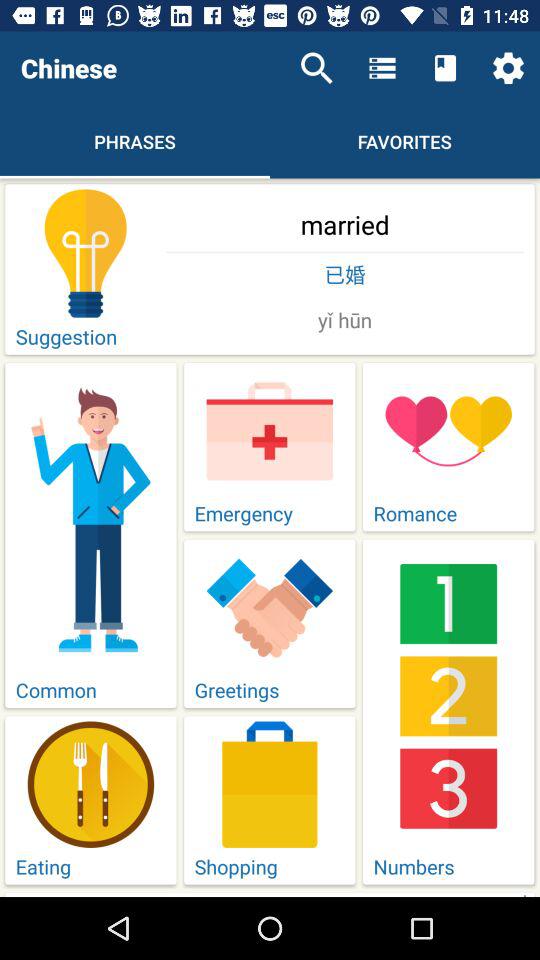 esc 11:48
Chinese
PHRASES FAVORITES
married
已婚
yǐ hūn
Suggestion
Emergency
Romance
1
2
3
Common
Greetings
Eating
Shopping
Numbers